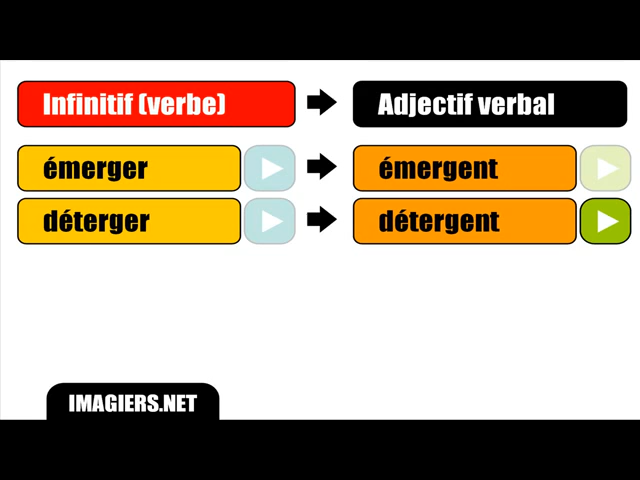 Infinitif (verbe) Adjectif verbal
émerger émergent
déterger détergent
IMAGIERS.NET